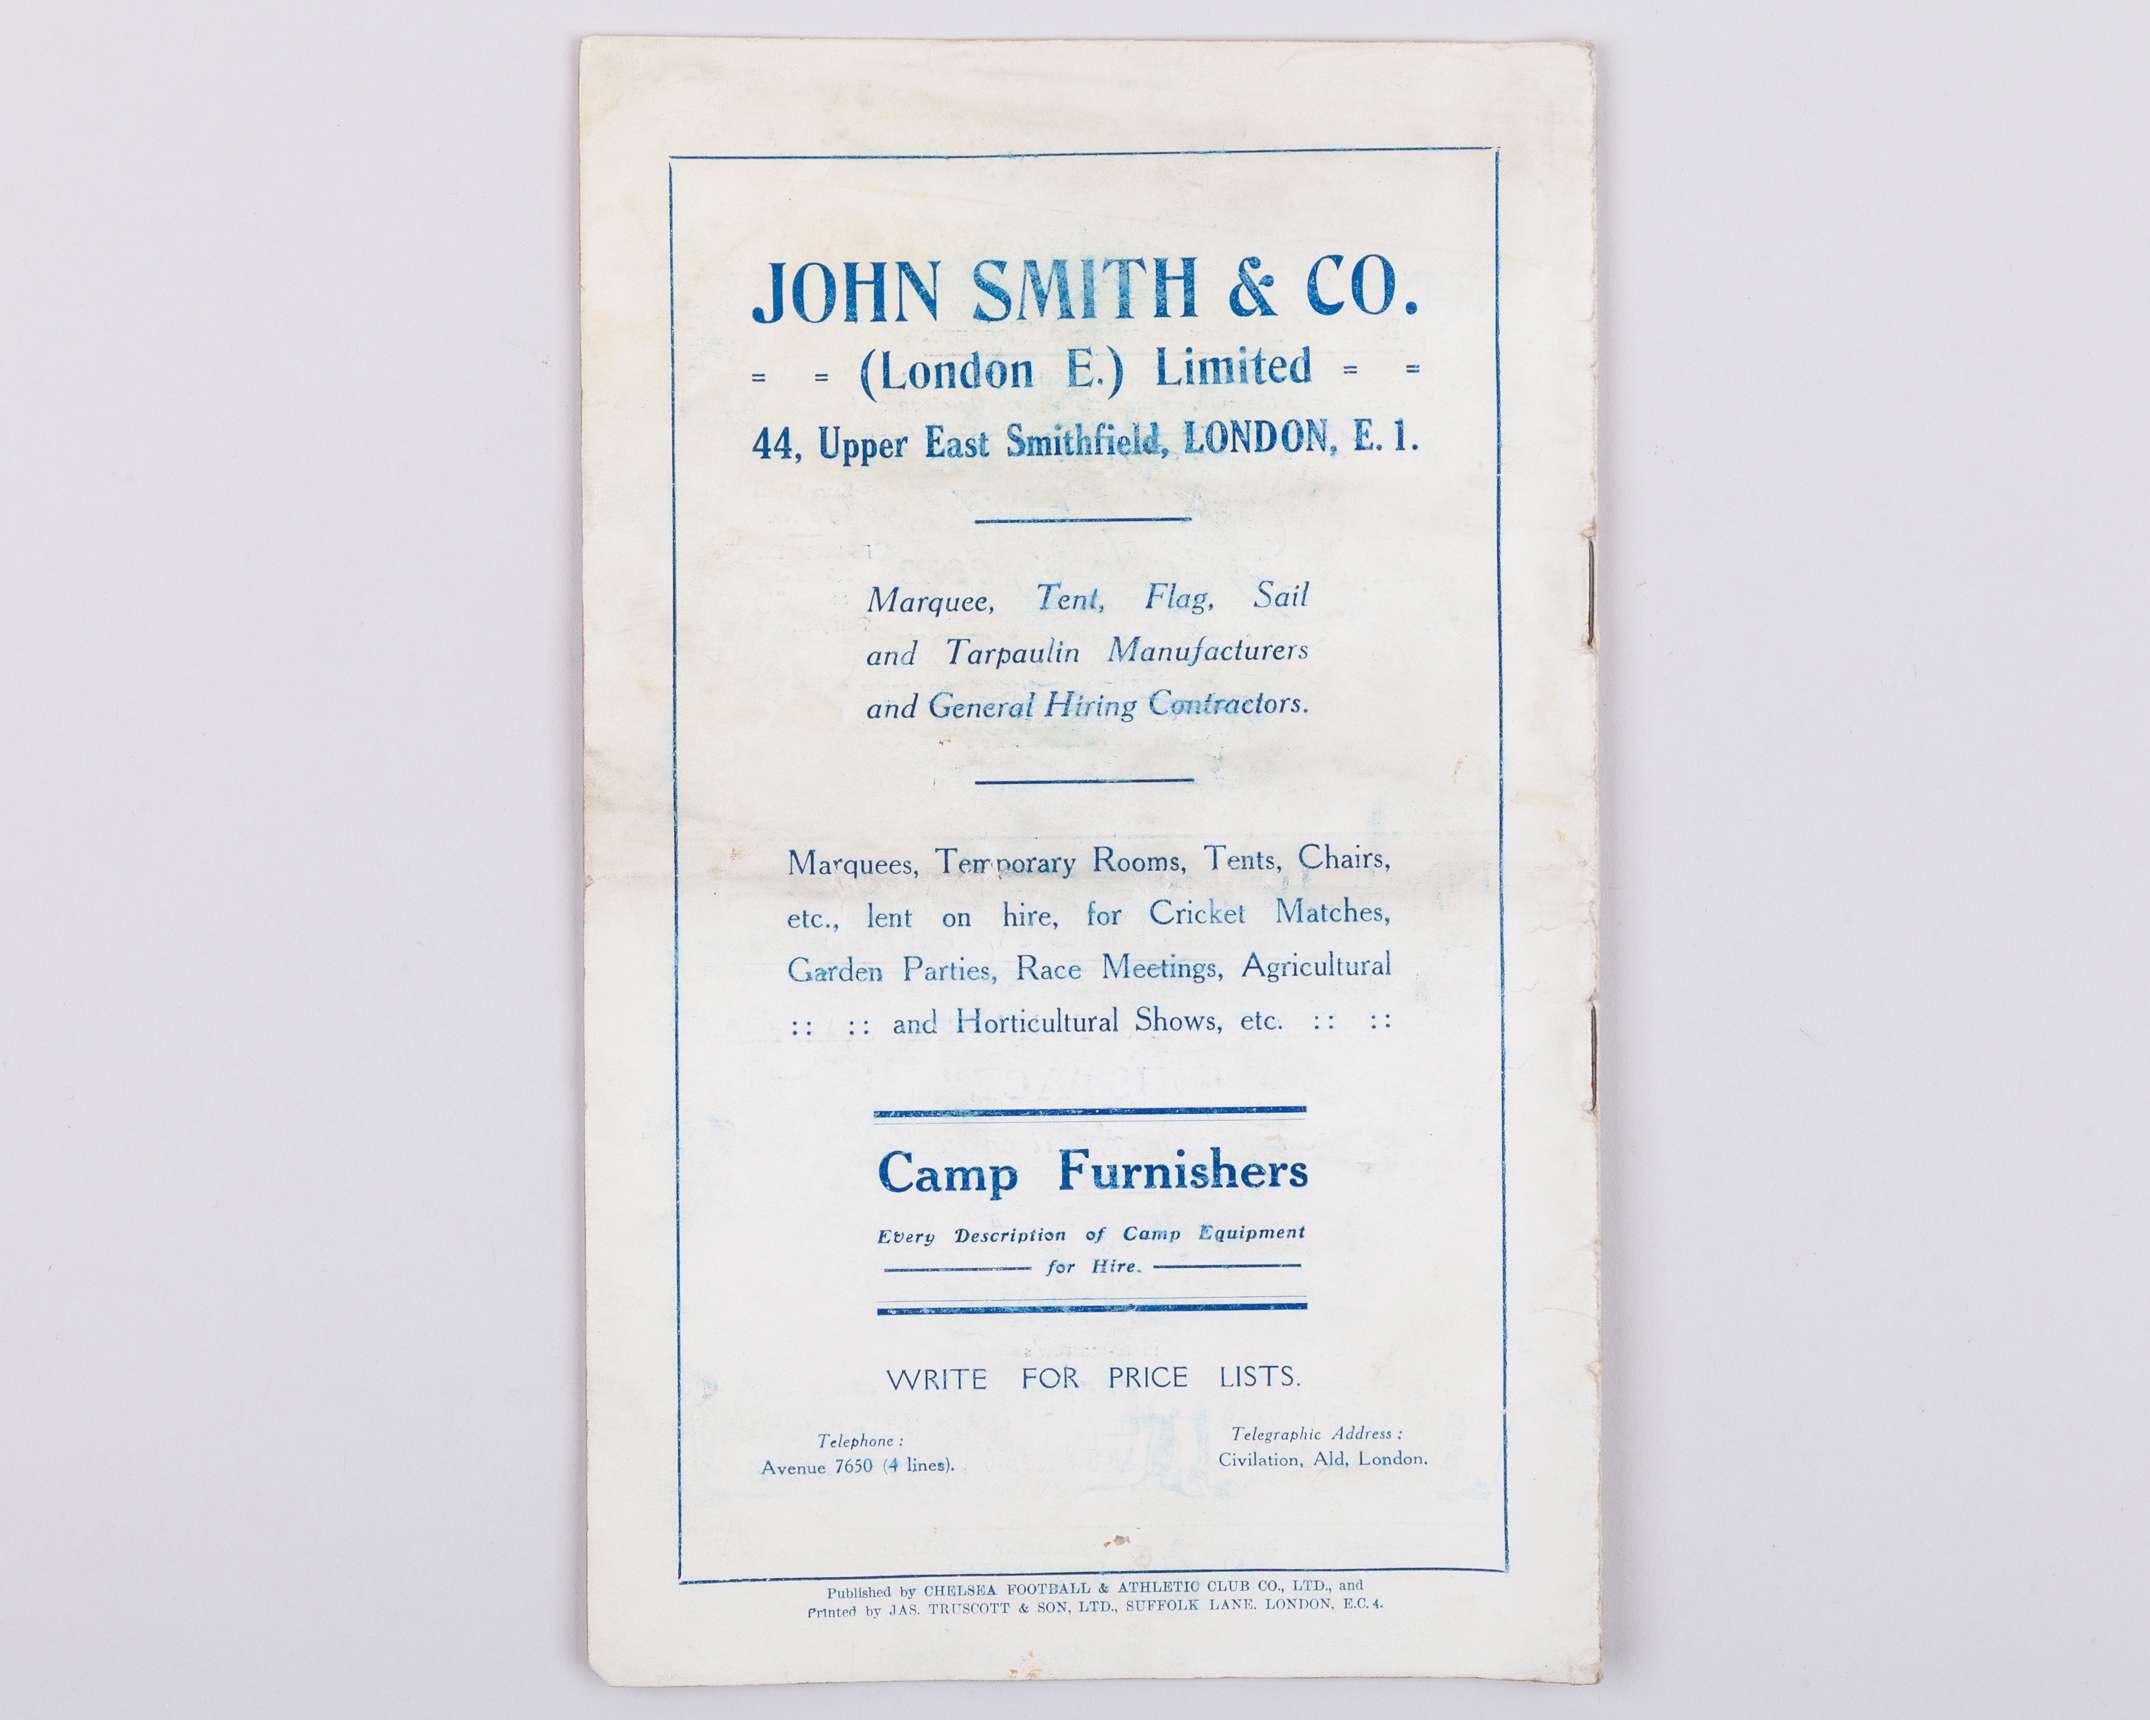 JOHN SMITH & CO.
= = (London E.) Limited = =
44, Upper East Smithfield, LONDON, E. 1.
Marquee, Tent, Flag, Sail
and Tarpaulin Manufacturers
and General Hiring Contractors.
Marquees, Temporary Rooms, Tents, Chairs,
etc., lent on hire, for Cricket Matches,
Garden Parties, Race Meetings, Agricultural
:: :: and Horticultural Shows, etc. :: ::
Camp Furnishers
Every Description of Camp Equipment
for Hire.
WRITE FOR PRICE LISTS.
Telephone :
Avenue 7650 (4 lines).
Telegraphic Address :
Civilation, Ald, London.
Published by CHELSEA FOOTBALL & ATHLETIC CLUB CO., LTD., and
Printed by JAS. TRUSCOTT & SON, LTD., SUFFOLK LANE, LONDON, E.C. 4.